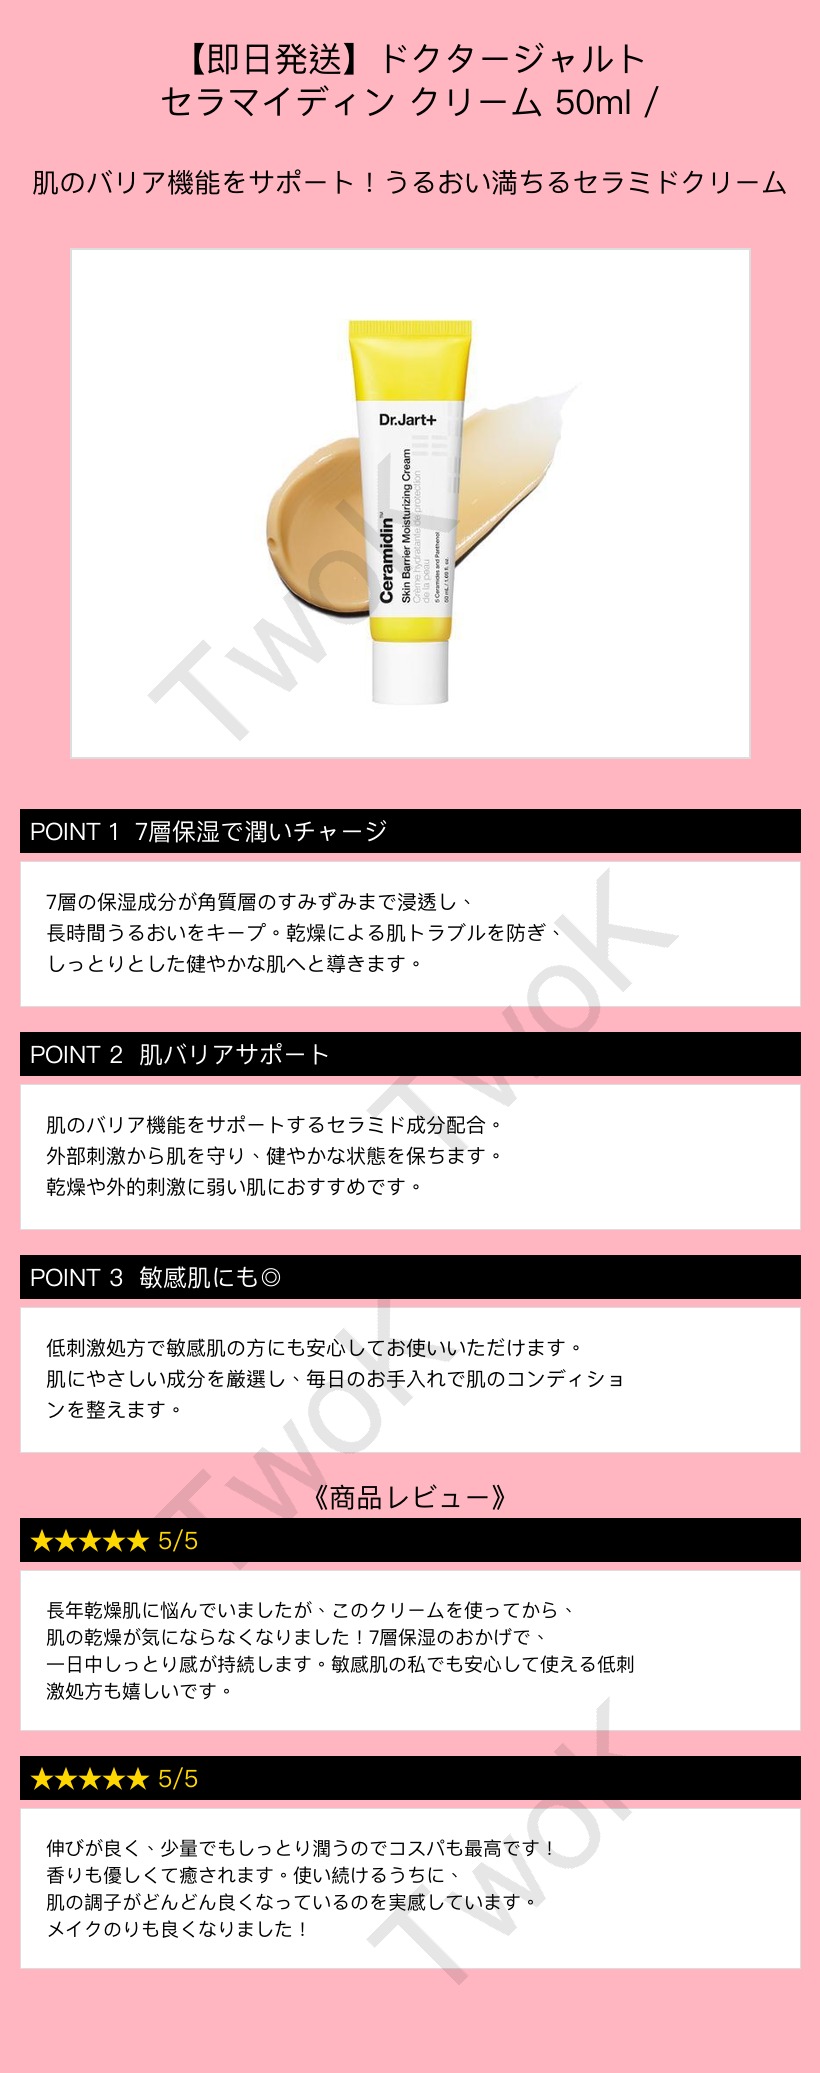 【即日発送】ドクタージャルト
セラマイディン クリーム 50ml /
肌のバリア機能をサポート！うるおい満ちるセラミドクリーム
Dr.Jart+
Ceramidin™
Skin Barrier Moisturizing Cream
Crème hydratante de protection
de la peau
5 Ceramides and Panthenol
50 mL / 1.69 fl. oz.
TwoK
POINT 1 7層保湿で潤いチャージ
7層の保湿成分が角質層のすみずみまで浸透し、
長時間うるおいをキープ。乾燥による肌トラブルを防ぎ、
しっとりとした健やかな肌へと導きます。
TwoK
POINT 2 肌バリアサポート
肌のバリア機能をサポートするセラミド成分配合。
外部刺激から肌を守り、健やかな状態を保ちます。
乾燥や外的刺激に弱い肌におすすめです。
POINT 3 敏感肌にも◎
低刺激処方で敏感肌の方にも安心してお使いいただけます。
肌にやさしい成分を厳選し、毎日のお手入れで肌のコンディショ
ンを整えます。
TwoK
《商品レビュー》
★★★★★ 5/5
長年乾燥肌に悩んでいましたが、このクリームを使ってから、
肌の乾燥が気にならなくなりました！7層保湿のおかげで、
一日中しっとり感が持続します。敏感肌の私でも安心して使える低刺
激処方も嬉しいです。
★★★★★ 5/5
伸びが良く、少量でもしっとり潤うのでコスパも最高です！
香りも優しくて癒されます。使い続けるうちに、
肌の調子がどんどん良くなっているのを実感しています。
メイクのりも良くなりました！
TwoK